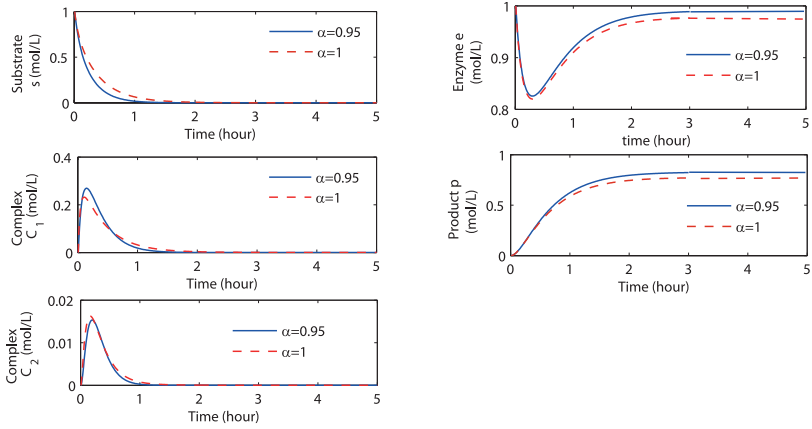 Substrate
s (mol/L)
1
0.5
0
0 1 2 3 4 5
Time (hour)
α=0.95
α=1
Complex
C1 (mol/L)
0.4
0.2
0
0 1 2 3 4 5
Time (hour)
α=0.95
α=1
Complex
C2 (mol/L)
0.02
0.01
0
0 1 2 3 4 5
Time (hour)
α=0.95
α=1
Enzyme e
(mol/L)
1
0.9
0.8
0 1 2 3 4 5
time (hour)
α=0.95
α=1
Product p
(mol/L)
1
0.5
0
0 1 2 3 4 5
Time (hour)
α=0.95
α=1